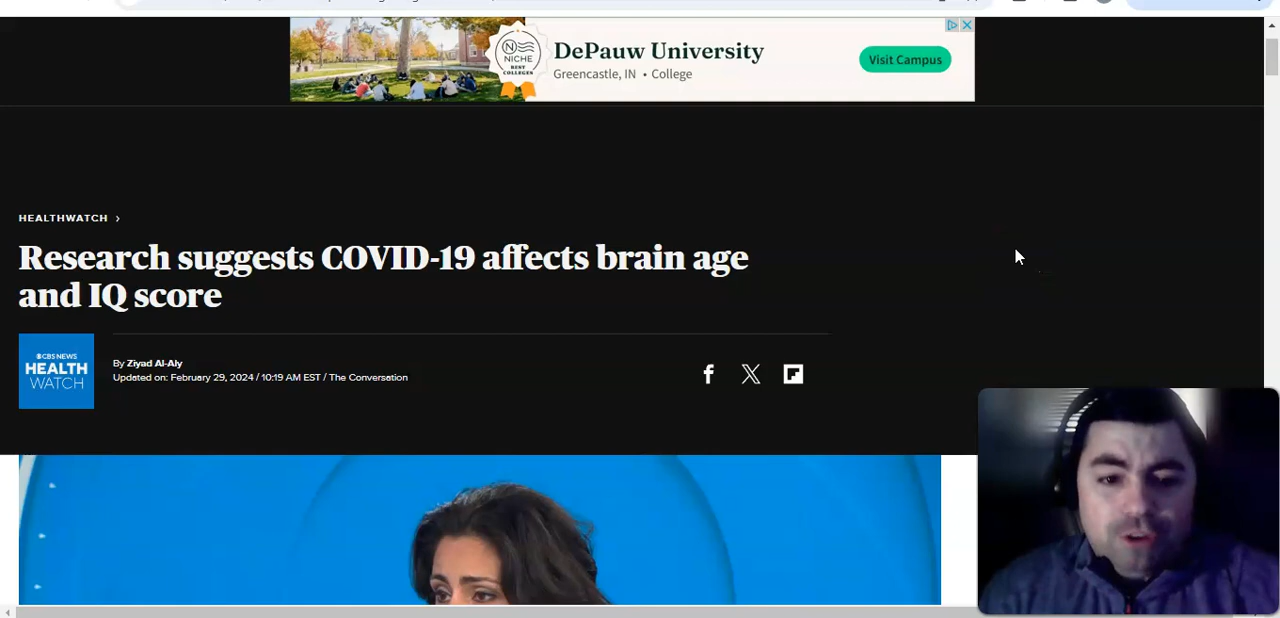 NICHE
BEST
COLLEGES
DePauw University
Greencastle, IN • College
Visit Campus
HEALTHWATCH ›
Research suggests COVID-19 affects brain age
and IQ score
CBS NEWS
HEALTH
WATCH
By Ziyad Al-Aly
Updated on: February 29, 2024 / 10:19 AM EST / The Conversation